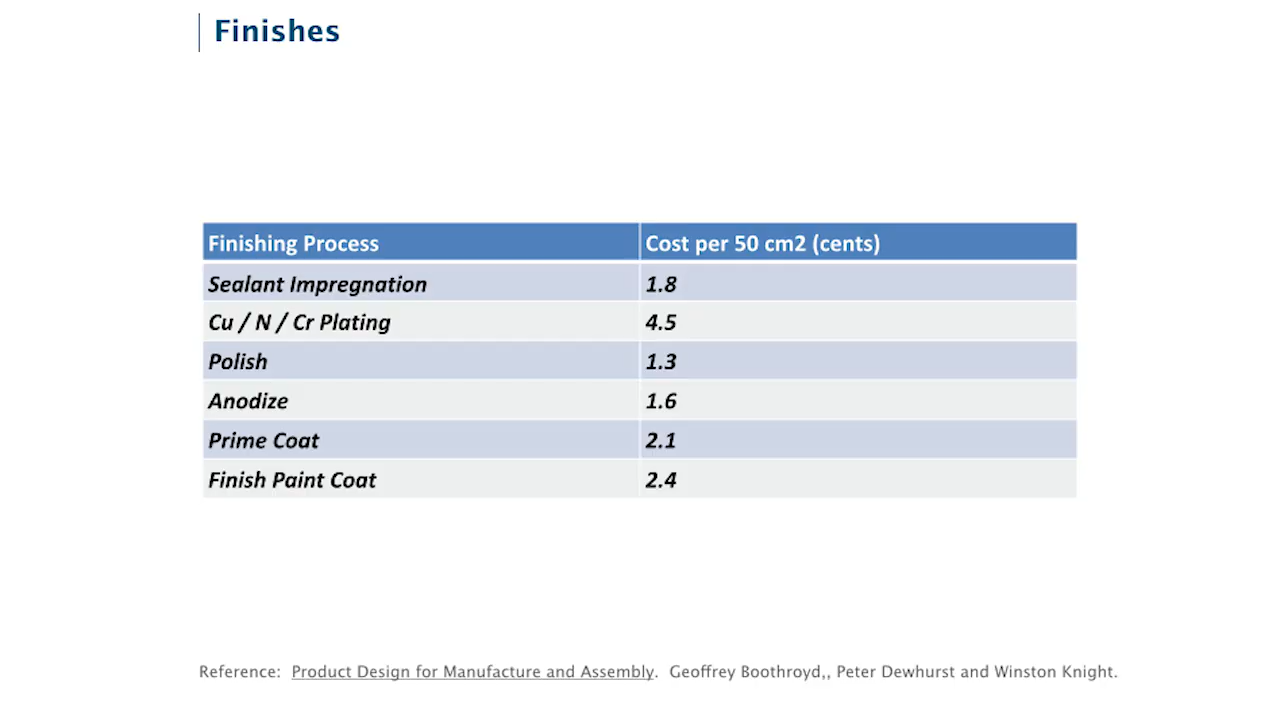 Finishes
Finishing Process Cost per 50 cm2 (cents)
Sealant Impregnation 1.8
Cu / N / Cr Plating 4.5
Polish 1.3
Anodize 1.6
Prime Coat 2.1
Finish Paint Coat 2.4
Reference: Product Design for Manufacture and Assembly. Geoffrey Boothroyd,, Peter Dewhurst and Winston Knight.